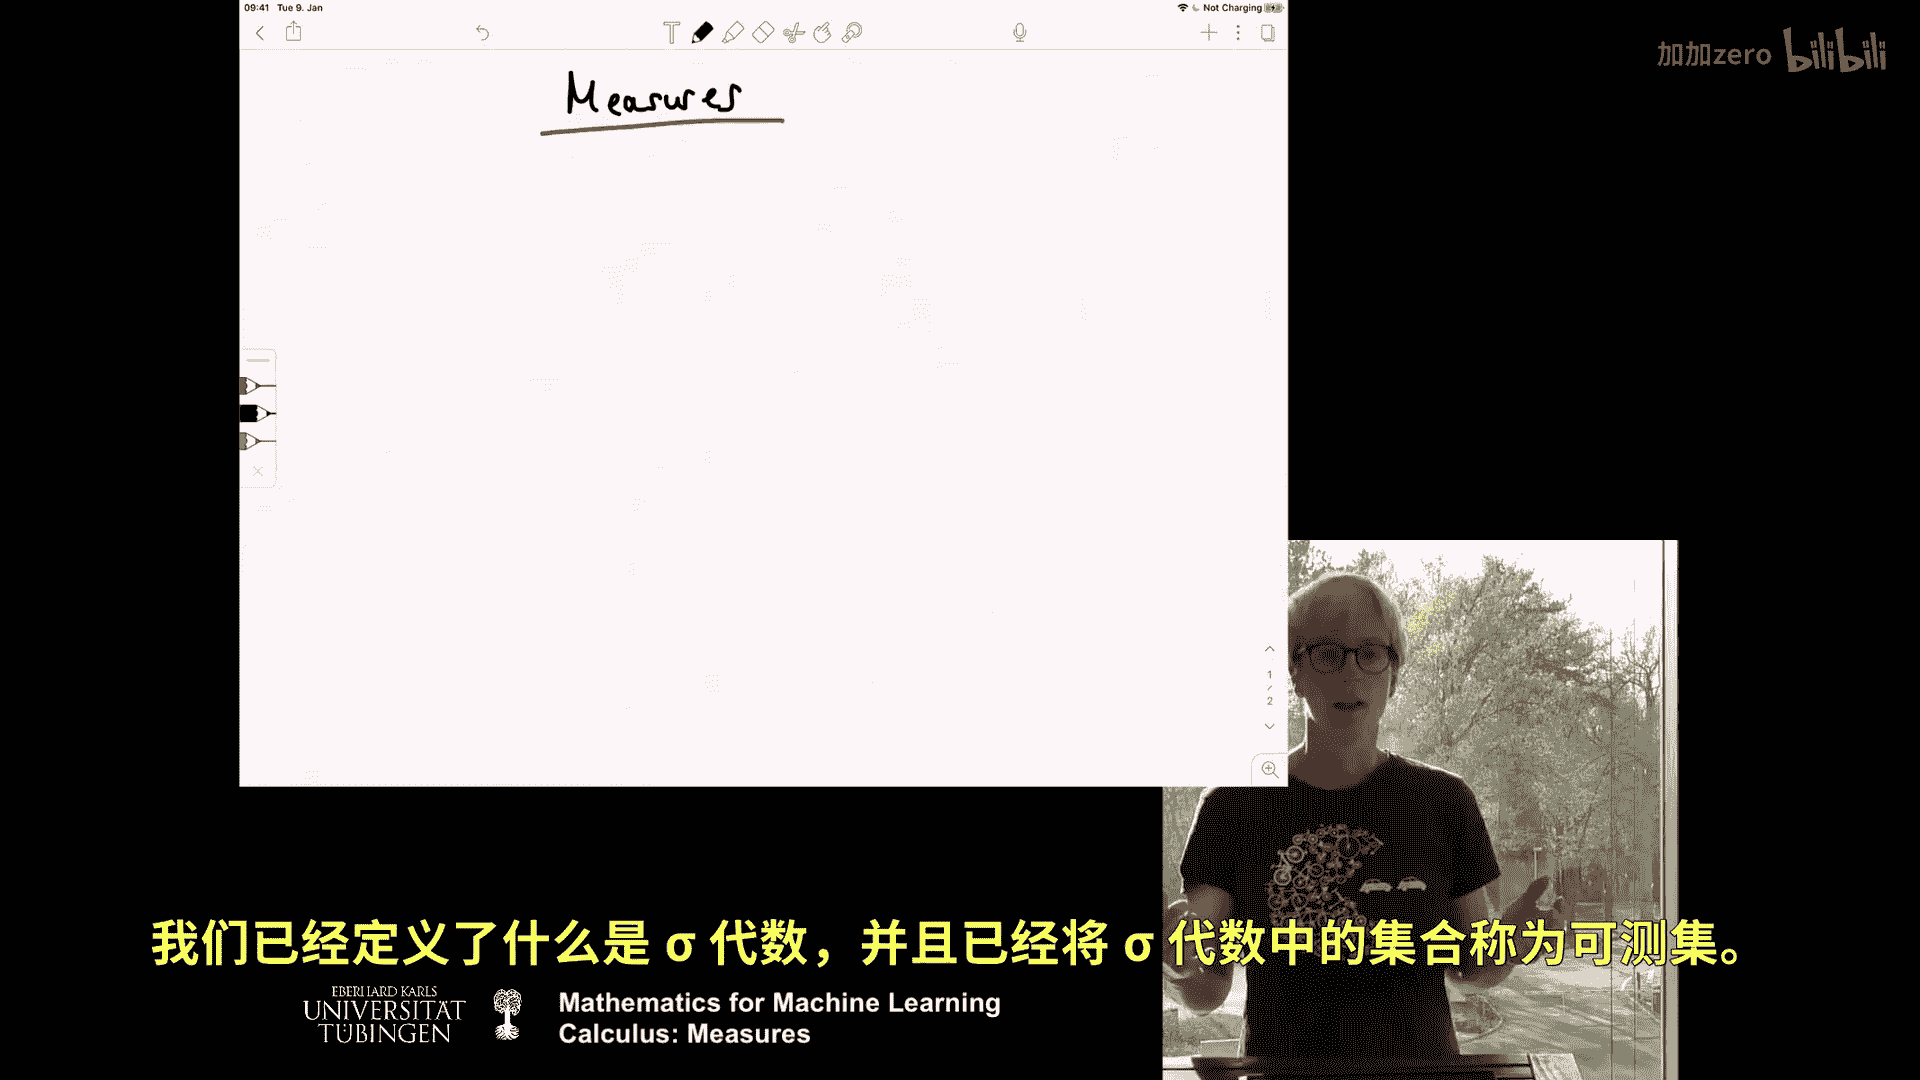 09:41 Tue 9. Jan
Not Charging
加加zero bilibili
Measures
1
2
我们已经定义了什么是 σ 代数，并且已经将 σ 代数中的集合称为可测集。
EBERHARD KARLS
UNIVERSITÄT
TÜBINGEN
Mathematics for Machine Learning
Calculus: Measures